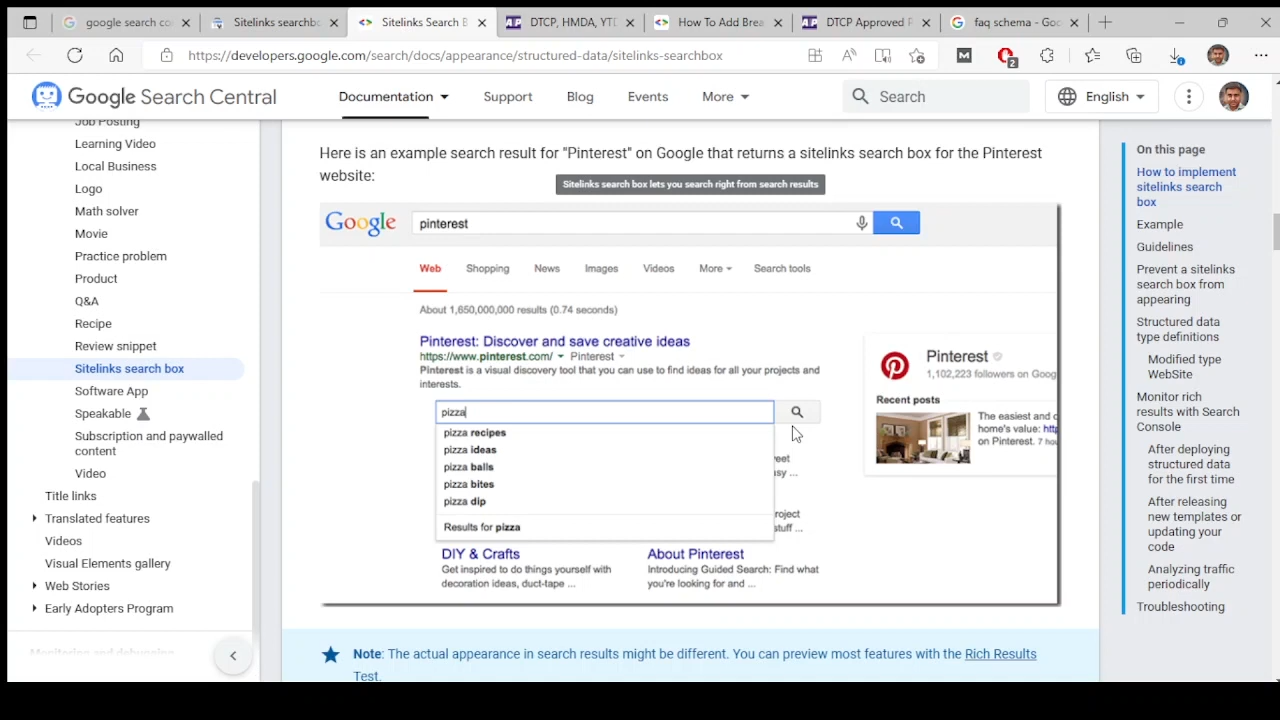 google search co
Sitelinks searchb
Sitelinks Search B
DTCP, HMDA, YT
How To Add Brea
DTCP Approved P
faq schema - Goo
https://developers.google.com/search/docs/appearance/structured-data/sitelinks-searchbox
2
Google Search Central
Documentation
Support
Blog
Events
More
Search
English
Job Posting
Learning Video
Local Business
Logo
Math solver
Movie
Practice problem
Product
Q&A
Recipe
Review snippet
Sitelinks search box
Software App
Speakable
Subscription and paywalled
content
Video
Title links
Translated features
Videos
Visual Elements gallery
Web Stories
Early Adopters Program
Monitoring and debugging
Here is an example search result for "Pinterest" on Google that returns a sitelinks search box for the Pinterest
website:
Sitelinks search box lets you search right from search results
Google
pinterest
Web
Shopping
News
Images
Videos
More
Search tools
About 1,650,000,000 results (0.74 seconds)
Pinterest: Discover and save creative ideas
https://www.pinterest.com/ Pinterest
Pinterest is a visual discovery tool that you can use to find ideas for all your projects and
interests.
pizza
pizza recipes
pizza ideas
pizza balls
pizza bites
pizza dip
Results for pizza
eet
sy ...
roject
stuff ...
DIY & Crafts
Get inspired to do things yourself with
decoration ideas, duct-tape ...
About Pinterest
Introducing Guided Search: Find what
you're looking for and ...
Pinterest
1,102,223 followers on Goog
Recent posts
The easiest and c
home's value: http
on Pinterest. 7 hou
Note: The actual appearance in search results might be different. You can preview most features with the Rich Results
Test.
On this page
How to implement
sitelinks search
box
Example
Guidelines
Prevent a sitelinks
search box from
appearing
Structured data
type definitions
Modified type
WebSite
Monitor rich
results with Search
Console
After deploying
structured data
for the first time
After releasing
new templates or
updating your
code
Analyzing traffic
periodically
Troubleshooting